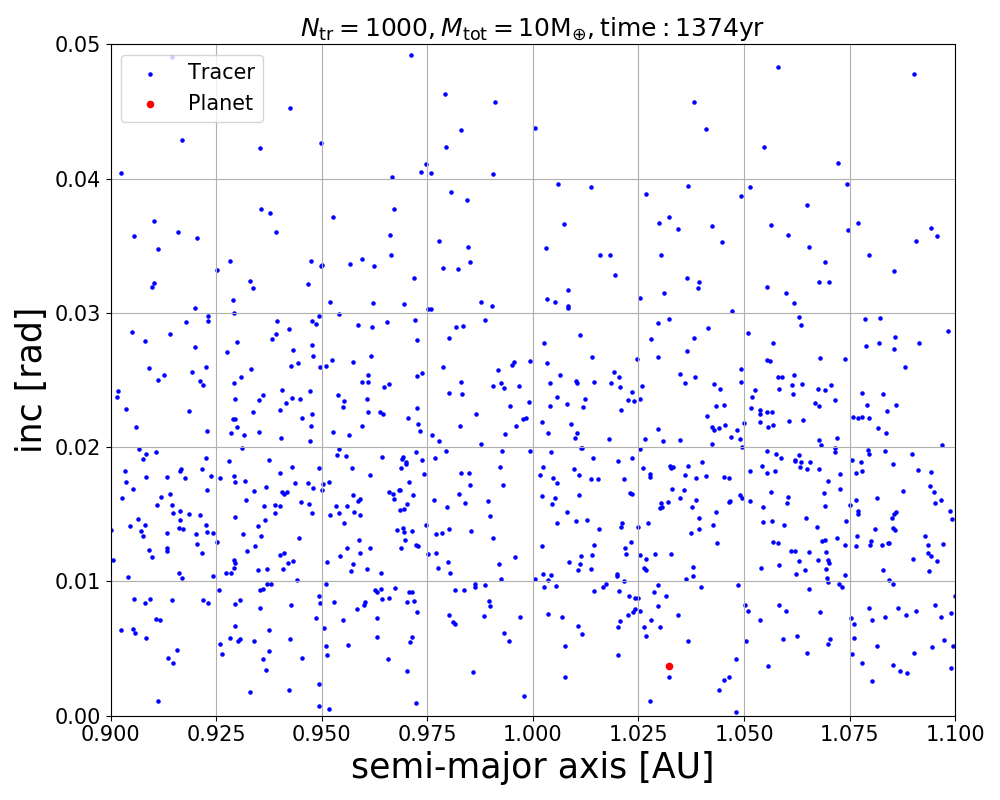 N_tr = 1000, M_tot = 10M_⊕, time : 1374yr
Tracer
Planet
inc [rad]
0.05
0.04
0.03
0.02
0.01
0.00
0.900 0.925 0.950 0.975 1.000 1.025 1.050 1.075 1.100
semi-major axis [AU]